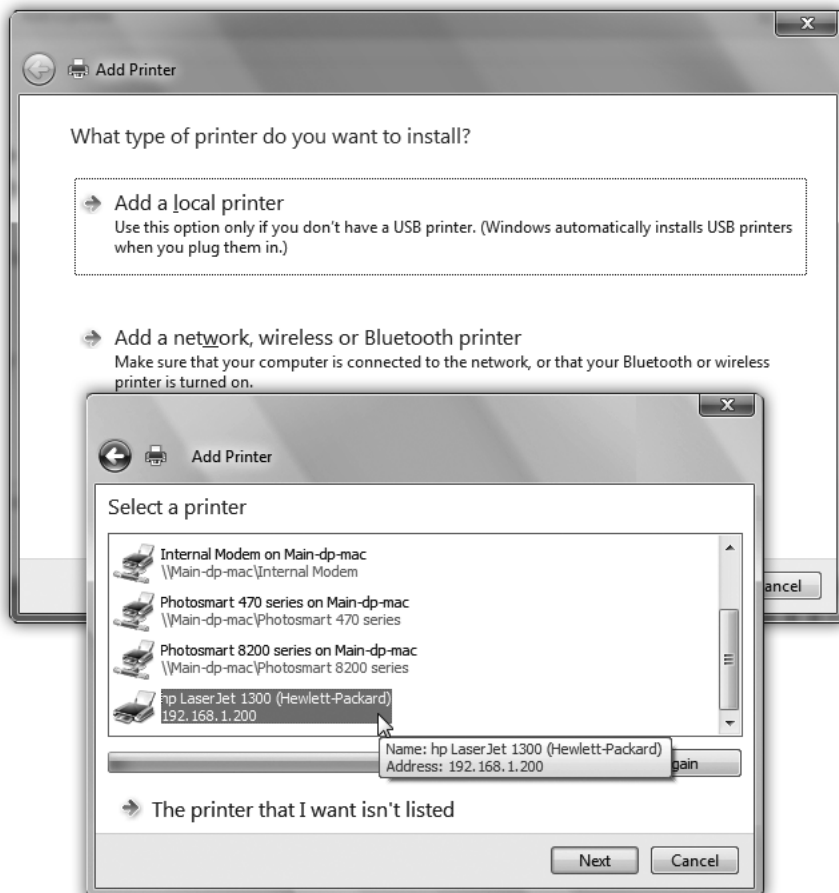 Add Printer
What type of printer do you want to install?
Add a local printer
Use this option only if you don't have a USB printer. (Windows automatically installs USB printers
when you plug them in.)
Add a network, wireless or Bluetooth printer
Make sure that your computer is connected to the network, or that your Bluetooth or wireless
printer is turned on.
ancel
Add Printer
Select a printer
Internal Modem on Main-dp-mac
\\Main-dp-mac\Internal Modem
Photosmart 470 series on Main-dp-mac
\\Main-dp-mac\Photosmart 470 series
Photosmart 8200 series on Main-dp-mac
\\Main-dp-mac\Photosmart 8200 series
hp LaserJet 1300 (Hewlett-Packard)
192.168.1.200
Name: hp LaserJet 1300 (Hewlett-Packard)
Address: 192.168.1.200
gain
The printer that I want isn't listed
Next Cancel